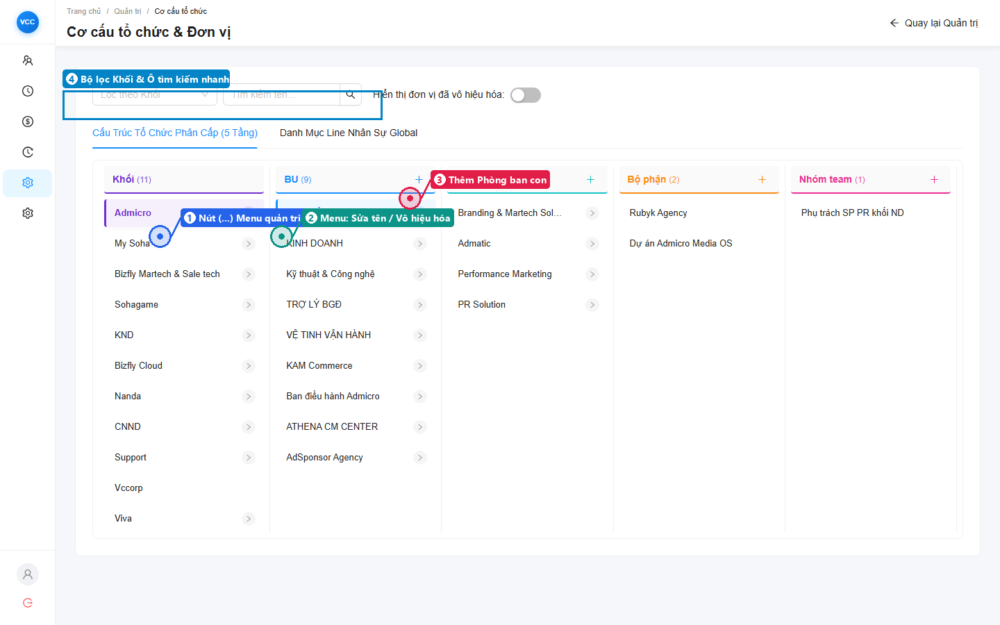 VCC
Trang chủ / Quản trị / Cơ cấu tổ chức
Cơ cấu tổ chức & Đơn vị
Quay lại Quản trị
4 Bộ lọc Khối & Ô tìm kiếm nhanh
Lọc theo Khối
Tìm kiếm tên...
Hiển thị đơn vị đã vô hiệu hóa:
Cấu Trúc Tổ Chức Phân Cấp (5 Tầng)
Danh Mục Line Nhân Sự Global
Khối (11)
Admicro
My Soha
Bizfly Martech & Sale tech
Sohagame
KND
Bizfly Cloud
Nanda
CNND
Support
Vccorp
Viva
1 Nút (...) Menu quản trị
BU (9)
2 Menu: Sửa tên / Vô hiệu hóa
KINH DOANH
Kỹ thuật & Công nghệ
TRỢ LÝ BGĐ
VỆ TINH VẬN HÀNH
KAM Commerce
Ban điều hành Admicro
ATHENA CM CENTER
AdSponsor Agency
3 Thêm Phòng ban con
Branding & Martech Sol...
Admatic
Performance Marketing
PR Solution
Bộ phận (2)
Rubyk Agency
Dự án Admicro Media OS
Nhóm team (1)
Phụ trách SP PR khối ND